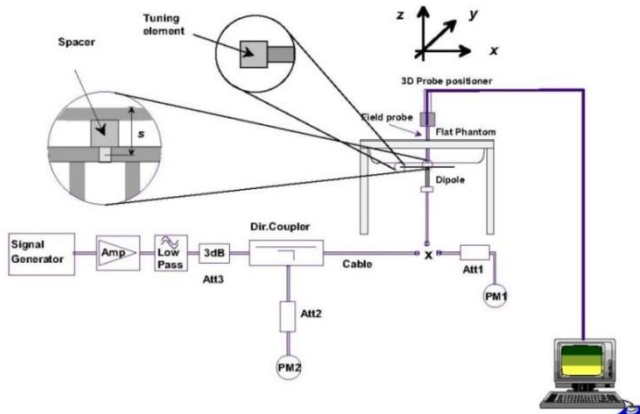 Tuning
element
z
y
x
Spacer
3D Probe positioner
s
Field probe
Flat Phantom
Dipole
Dir.Coupler
Signal
Generator
Amp
Low
Pass
3dB
Att3
Cable
X
Att1
PM1
Att2
PM2